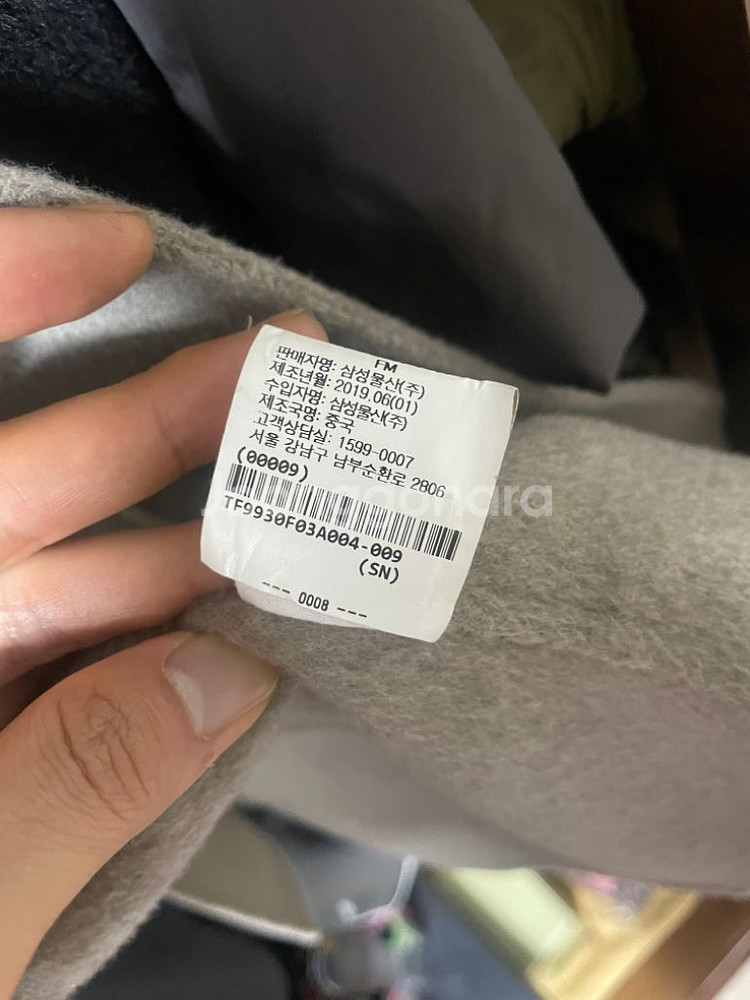 FM
판매자명: 삼성물산(주)
제조년월: 2019.06(01)
수입자명: 삼성물산(주)
제조국명: 중국
고객상담실: 1599-0007
서울 강남구 남부순환로 2806
(00009)
TF9930F03A004-009
(SN)
--- 0008 ---